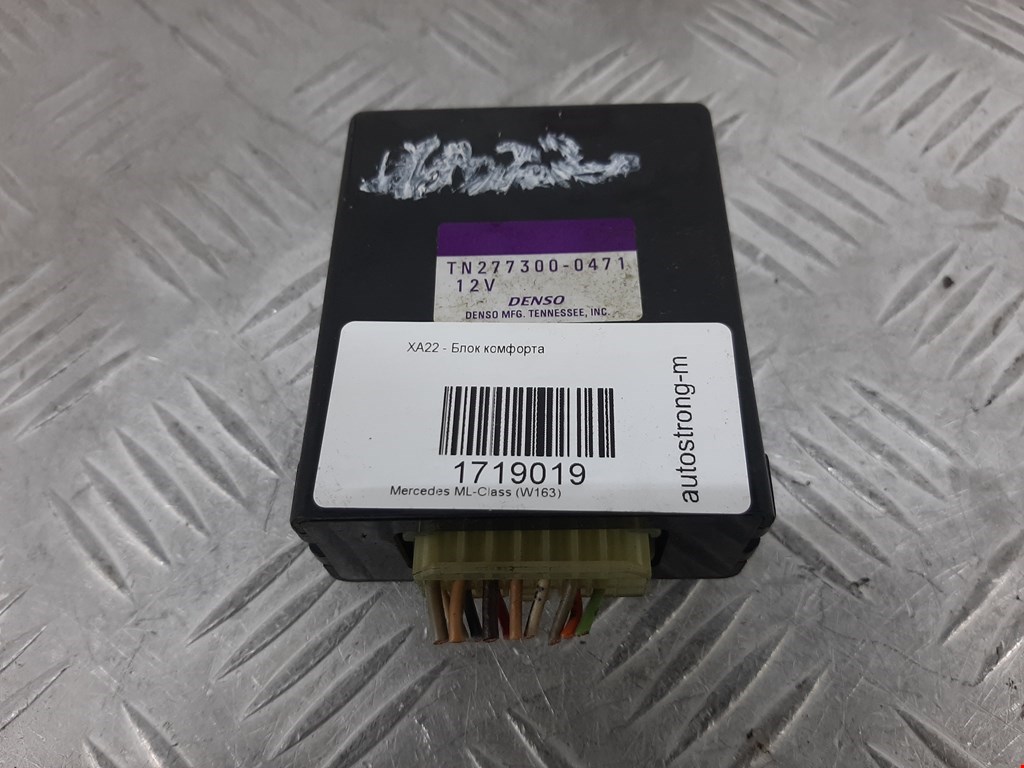 TN277300-0471
12V
DENSO
DENSO MFG. TENNESSEE, INC.
XA22 - Блок комфорта
1719019
Mercedes ML-Class (W163)
autostrong-m